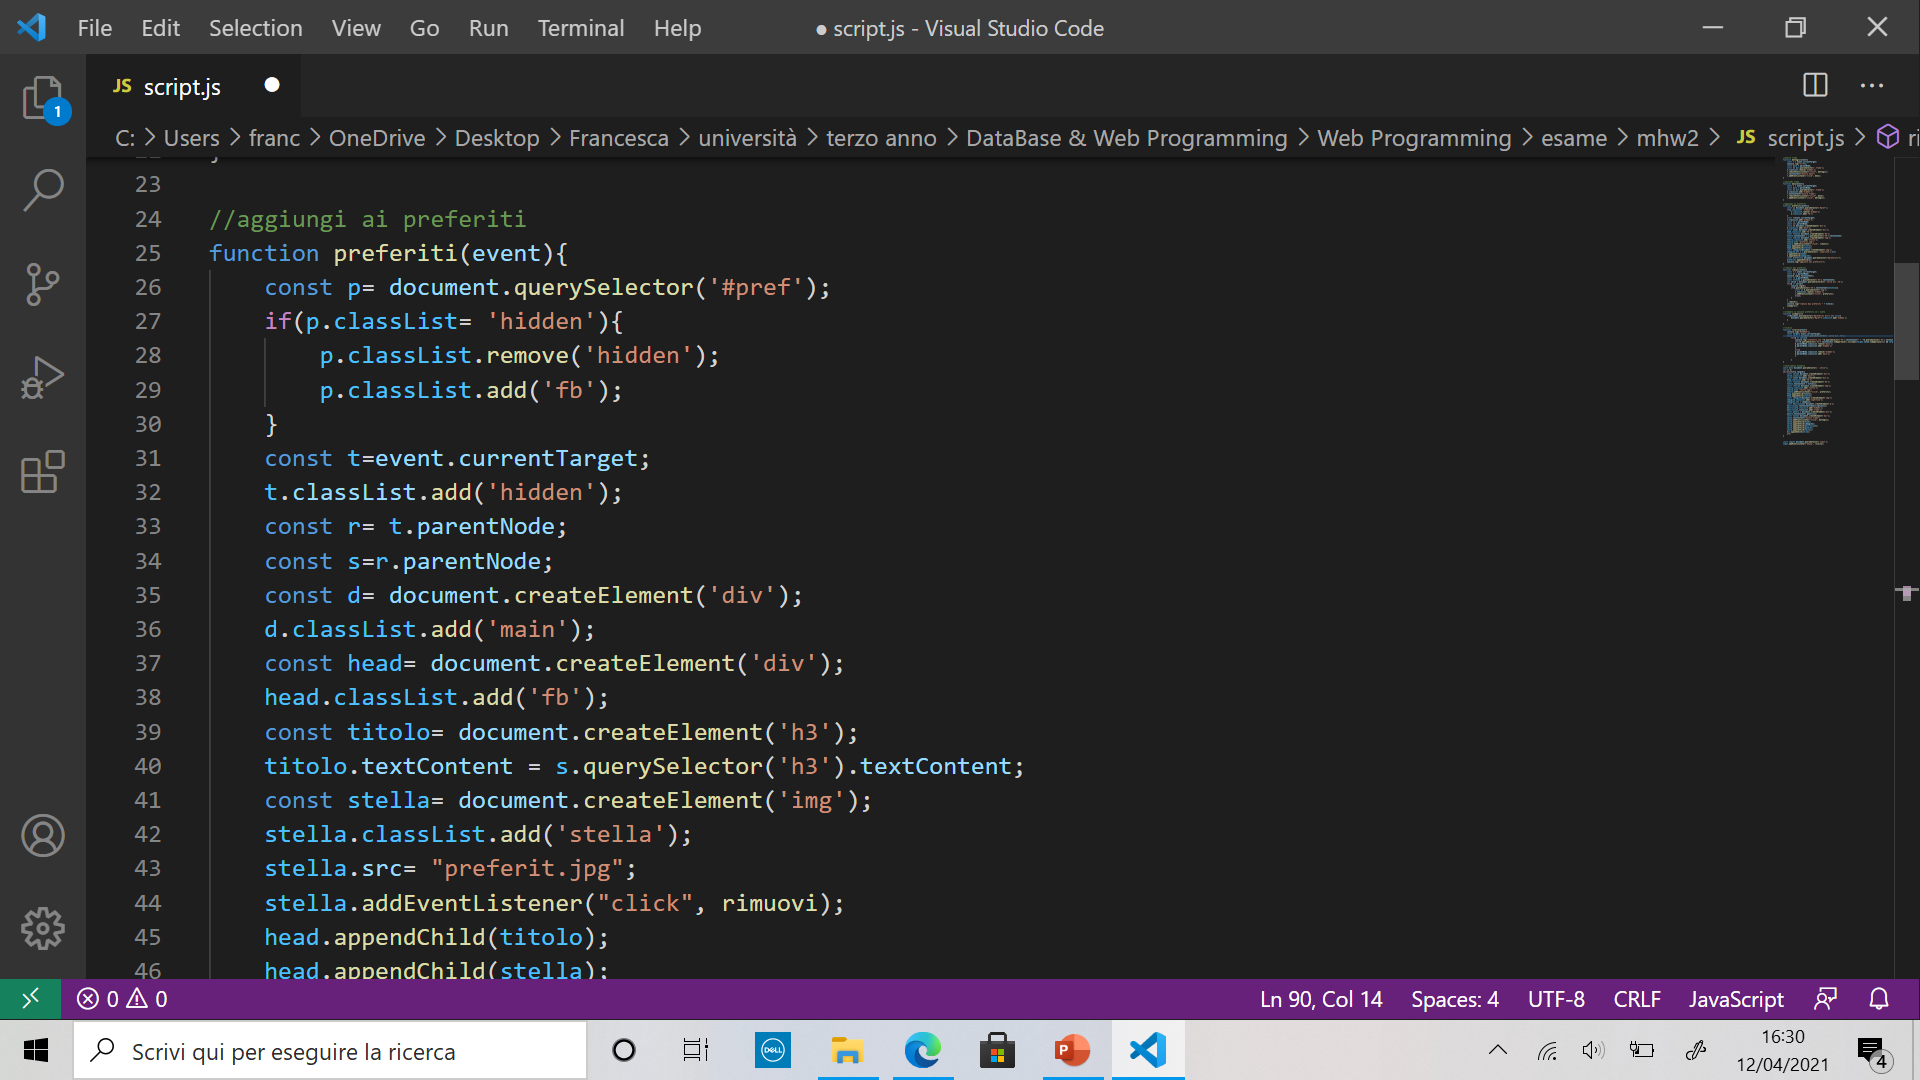 File Edit Selection View Go Run Terminal Help
● script.js - Visual Studio Code
1
JS script.js
C: > Users > franc > OneDrive > Desktop > Francesca > università > terzo anno > DataBase & Web Programming > Web Programming > esame > mhw2 > JS script.js > ri
23
24 //aggiungi ai preferiti
25 function preferiti(event){
26 const p= document.querySelector('#pref');
27 if(p.classList= 'hidden'){
28 p.classList.remove('hidden');
29 p.classList.add('fb');
30 }
31 const t=event.currentTarget;
32 t.classList.add('hidden');
33 const r= t.parentNode;
34 const s=r.parentNode;
35 const d= document.createElement('div');
36 d.classList.add('main');
37 const head= document.createElement('div');
38 head.classList.add('fb');
39 const titolo= document.createElement('h3');
40 titolo.textContent = s.querySelector('h3').textContent;
41 const stella= document.createElement('img');
42 stella.classList.add('stella');
43 stella.src= "preferit.jpg";
44 stella.addEventListener("click", rimuovi);
45 head.appendChild(titolo);
46 head.appendChild(stella);
0 0
Ln 90, Col 14 Spaces: 4 UTF-8 CRLF JavaScript
Scrivi qui per eseguire la ricerca
DELL
P
16:30
12/04/2021
4